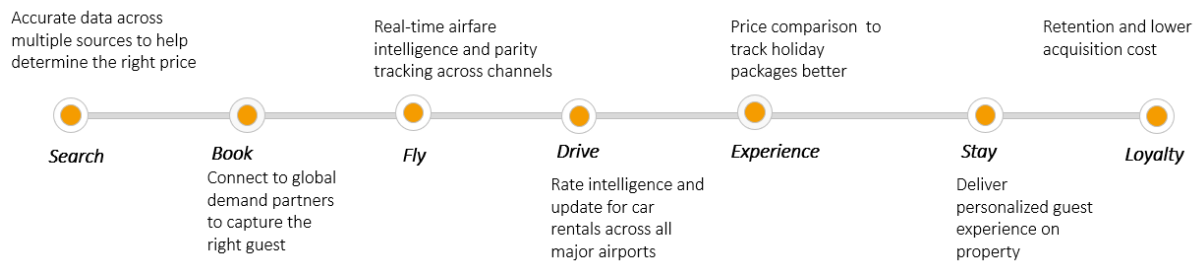 Accurate data across
multiple sources to help
determine the right price
Search
Book
Connect to global
demand partners
to capture the
right guest
Real-time airfare
intelligence and parity
tracking across channels
Fly
Drive
Rate intelligence and
update for car
rentals across all
major airports
Price comparison to
track holiday
packages better
Experience
Stay
Deliver
personalized guest
experience on
property
Retention and lower
acquisition cost
Loyalty